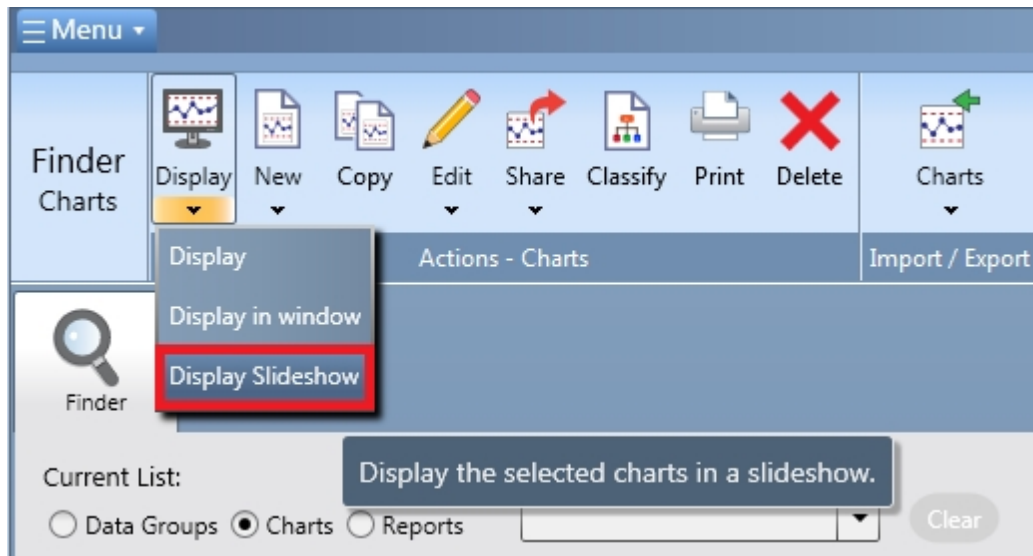 Menu
Finder
Charts
Display New Copy Edit Share Classify Print Delete Charts
Actions - Charts Import / Export
Display
Display in window
Display Slideshow
Finder
Display the selected charts in a slideshow.
Current List:
Data Groups Charts Reports Clear